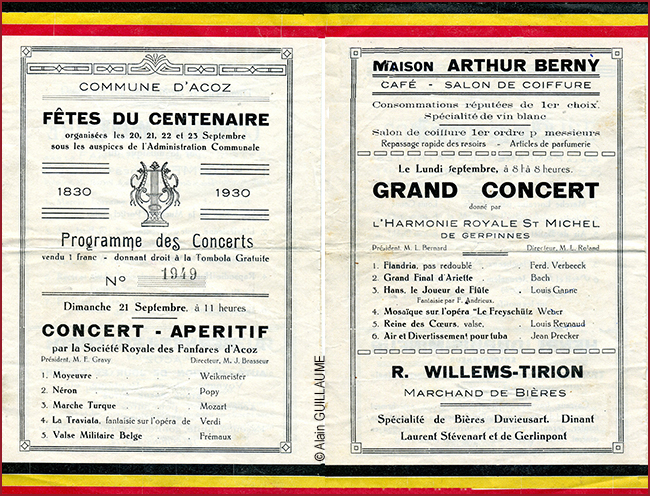 COMMUNE D'ACOZ
FÊTES DU CENTENAIRE
organisées les 20, 21, 22 et 23 Septembre
sous les auspices de l'Administration Communale
1830 1930
Programme des Concerts
vendu 1 franc - donnant droit à la Tombola Gratuite
No 1949
Dimanche 21 Septembre, à 11 heures
CONCERT - APERITIF
par la Société Royale des Fanfares d'Acoz
Président, M. E. Gravy Directeur, M. J. Brasseur
1. Moyeuvre . . Weikmeister
2. Néron . . Popy
3. Marche Turque . . Mozart
4. La Traviata, fantaisie sur l'opéra de Verdi
5. Valse Militaire Belge . . Frémaux
© Alain GUILLAUME
MAISON ARTHUR BERNY
CAFÉ - SALON DE COIFFURE
Consommations réputées de 1er choix.
Spécialité de vin blanc
Salon de coiffure 1er ordre p messieurs
Repassage rapide des rasoirs - Articles de parfumerie
Le Lundi septembre, à 8 h 8 heures.
GRAND CONCERT
donné par
L'HARMONIE ROYALE ST MICHEL
DE GERPINNES
Président, M. L. Bernard Directeur, M. L. Roland
1. Flandria, pas redoublé . . Ferd. Verbeeck
2. Grand Final d'Ariette . . Bach
3. Hans, le Joueur de Flûte . Louis Ganne
Fantaisie par F. Andrieux.
4. Mosaïque sur l'opéra "Le Freyschülz Weber
5. Reine des Cœurs, valse. . Louis Reynaud
6. Air et Divertissement pour tuba Jean Precker
R. WILLEMS-TIRION
MARCHAND DE BIÈRES
Spécialité de Bières Duvieusart. Dinant
Laurent Stévenart et de Gerlinpont